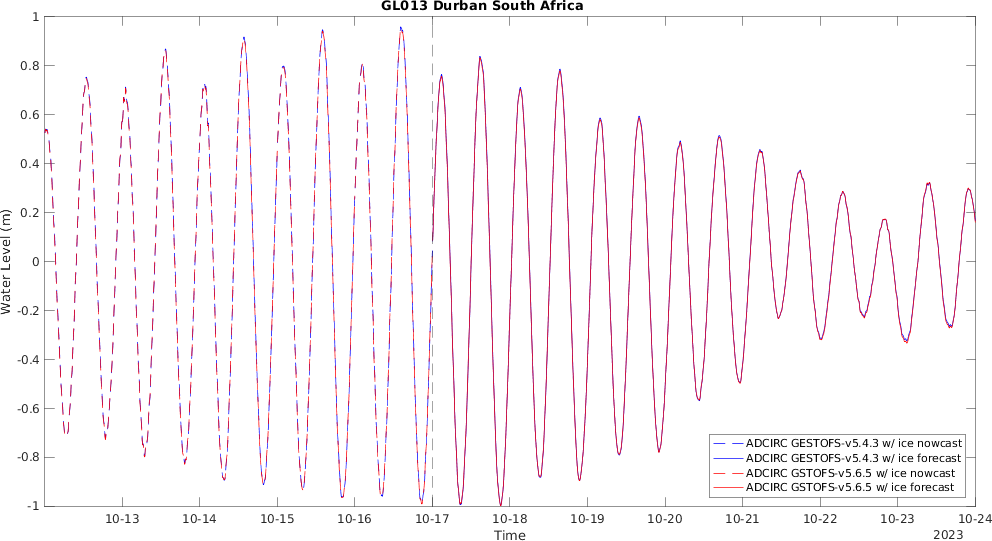 GL013 Durban South Africa
Water Level (m)
1
0.8
0.6
0.4
0.2
0
-0.2
-0.4
-0.6
-0.8
-1
ADCIRC GESTOFS-v5.4.3 w/ ice nowcast
ADCIRC GESTOFS-v5.4.3 w/ ice forecast
ADCIRC GSTOFS-v5.6.5 w/ ice nowcast
ADCIRC GSTOFS-v5.6.5 w/ ice forecast
10-13 10-14 10-15 10-16 10-17 10-18 10-19 10-20 10-21 10-22 10-23 10-24
Time
2023